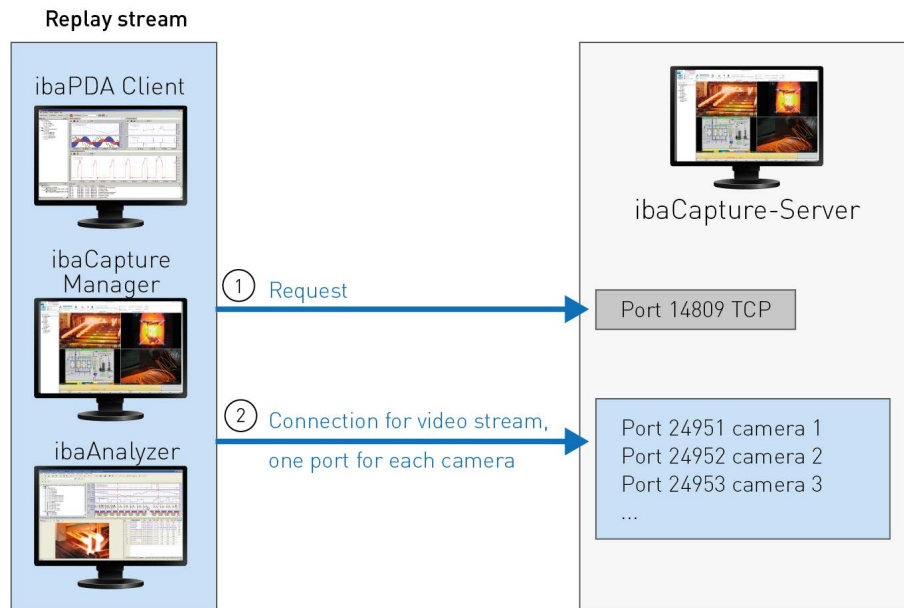 Replay stream
ibaPDA Client
ibaCapture
Manager
ibaAnalyzer
1 Request
2 Connection for video stream,
one port for each camera
ibaCapture-Server
Port 14809 TCP
Port 24951 camera 1
Port 24952 camera 2
Port 24953 camera 3
...